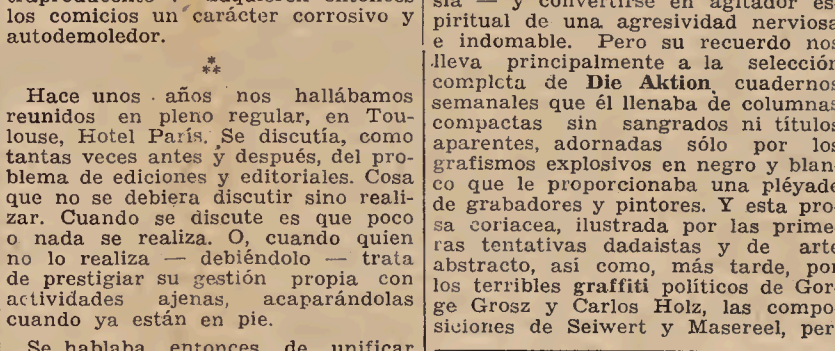 los comicios un carácter corrosivo y
autodemoledor.
***
Hace unos años nos hallábamos
reunidos en pleno regular, en Tou-
louse, Hotel París. Se discutía, como
tantas veces antes y después, del pro-
blema de ediciones y editoriales. Cosa
que no se debiera discutir sino reali-
zar. Cuando se discute es que poco
o nada se realiza. O, cuando quien
no lo realiza — debiéndolo — trata
de prestigiar su gestión propia con
actividades ajenas, acaparándolas
cuando ya están en pie.
Se hablaba entonces de unificar
sia — y convertirse en agitador es-
piritual de una agresividad nerviosa
e indomable. Pero su recuerdo nos
lleva principalmente a la selección
completa de Die Aktion, cuadernos
semanales que él llenaba de columnas
compactas sin sangrados ni títulos
aparentes, adornadas sólo por los
grafismos explosivos en negro y blan-
co que le proporcionaba una pléyade
de grabadores y pintores. Y esta pro-
sa coriacea, ilustrada por las prime-
ras tentativas dadaistas y de arte
abstracto, así como, más tarde, por
los terribles graffiti políticos de Gor-
ge Grosz y Carlos Holz, las compo-
siciones de Seiwert y Masereel, per-